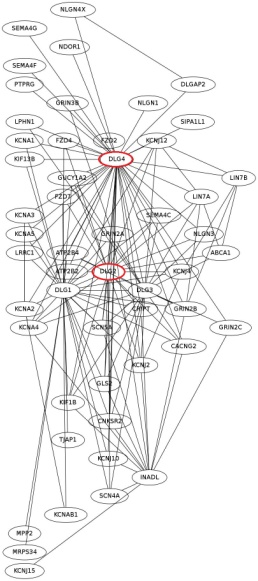 NLGN4X
SEMA4G
NDOR1
SEMA4F
PTPRG
DLGAP2
GRIN3B
NLGN1
LPHN1
SIPA1L1
KCNA1
FZD4
FZD2
KCNJ12
KIF13B
DLG4
GUCY1A2
LIN7B
FZD7
LIN7A
KCNA3
SEMA4C
KCNA5
GRIN2A
NLGN3
LRRC1
ATP2B4
ABCA1
ATP2B2
DLG2
KCNJ4
DLG1
DLG3
KCNA2
GRIN2B
KCNA4
SCN5A
GRIN2C
CACNG2
KCNJ2
GLS2
KIF1B
CNKSR2
TJAP1
KCNJ10
INADL
SCN4A
KCNAB1
MPP2
MRPS34
KCNJ15